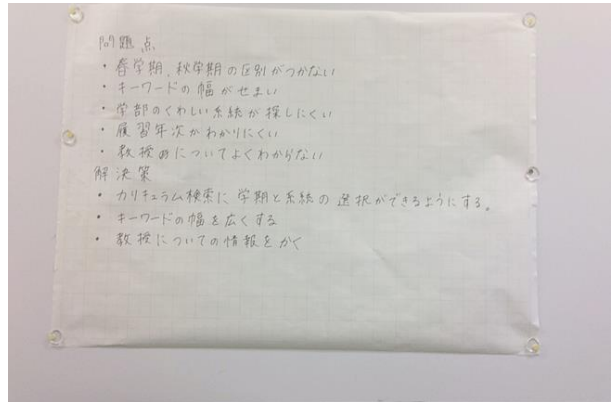 問題点
・春学期、秋学期の区別がつかない
・キーワードの幅がせまい
・学部のくわしい系統が探しにくい
・履習年次がわかりにくい
・教授についてよくわからない
解決策
・カリキュラム検索に学期と系統の選択ができるようにする。
・キーワードの幅を広くする
・教授についての情報をかく